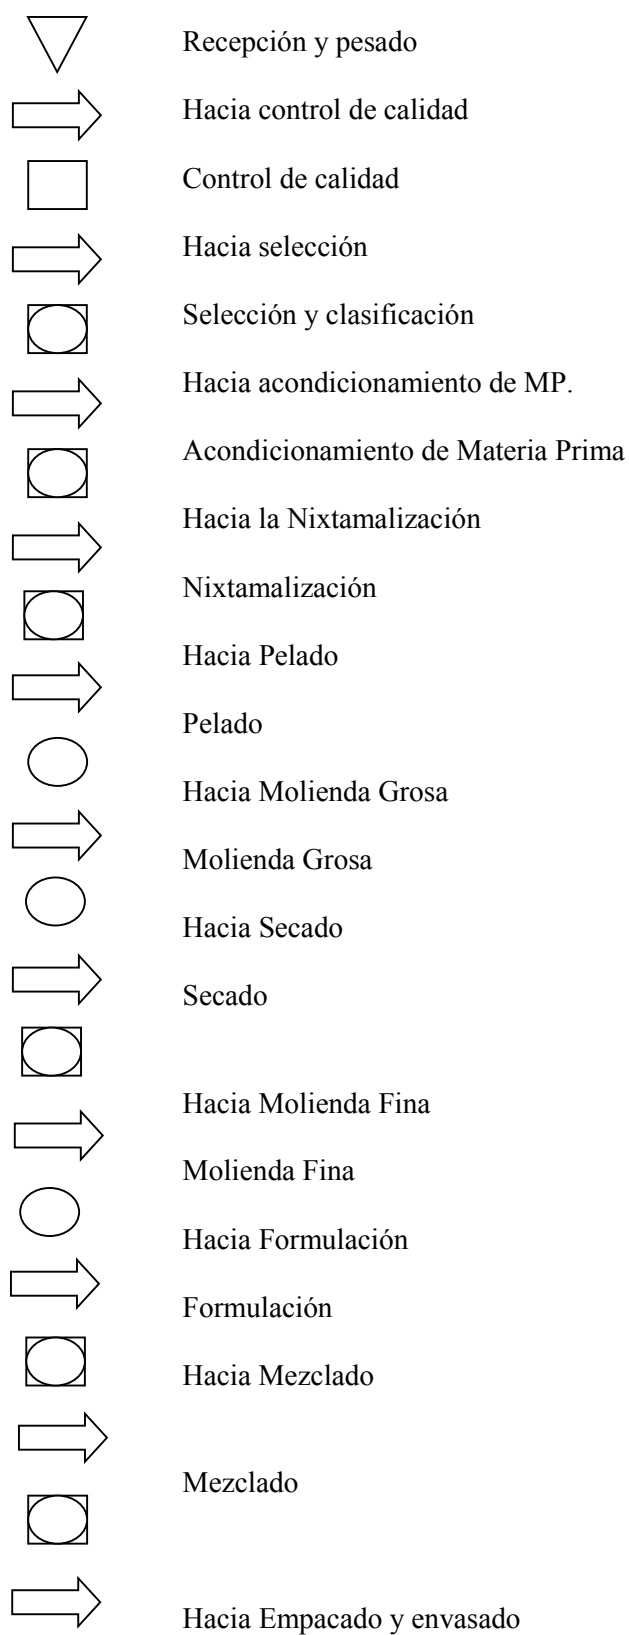 Recepción y pesado
Hacia control de calidad
Control de calidad
Hacia selección
Selección y clasificación
Hacia acondicionamiento de MP.
Acondicionamiento de Materia Prima
Hacia la Nixtamalización
Nixtamalización
Hacia Pelado
Pelado
Hacia Molienda Grosa
Molienda Grosa
Hacia Secado
Secado
Hacia Molienda Fina
Molienda Fina
Hacia Formulación
Formulación
Hacia Mezclado
Mezclado
Hacia Empacado y envasado